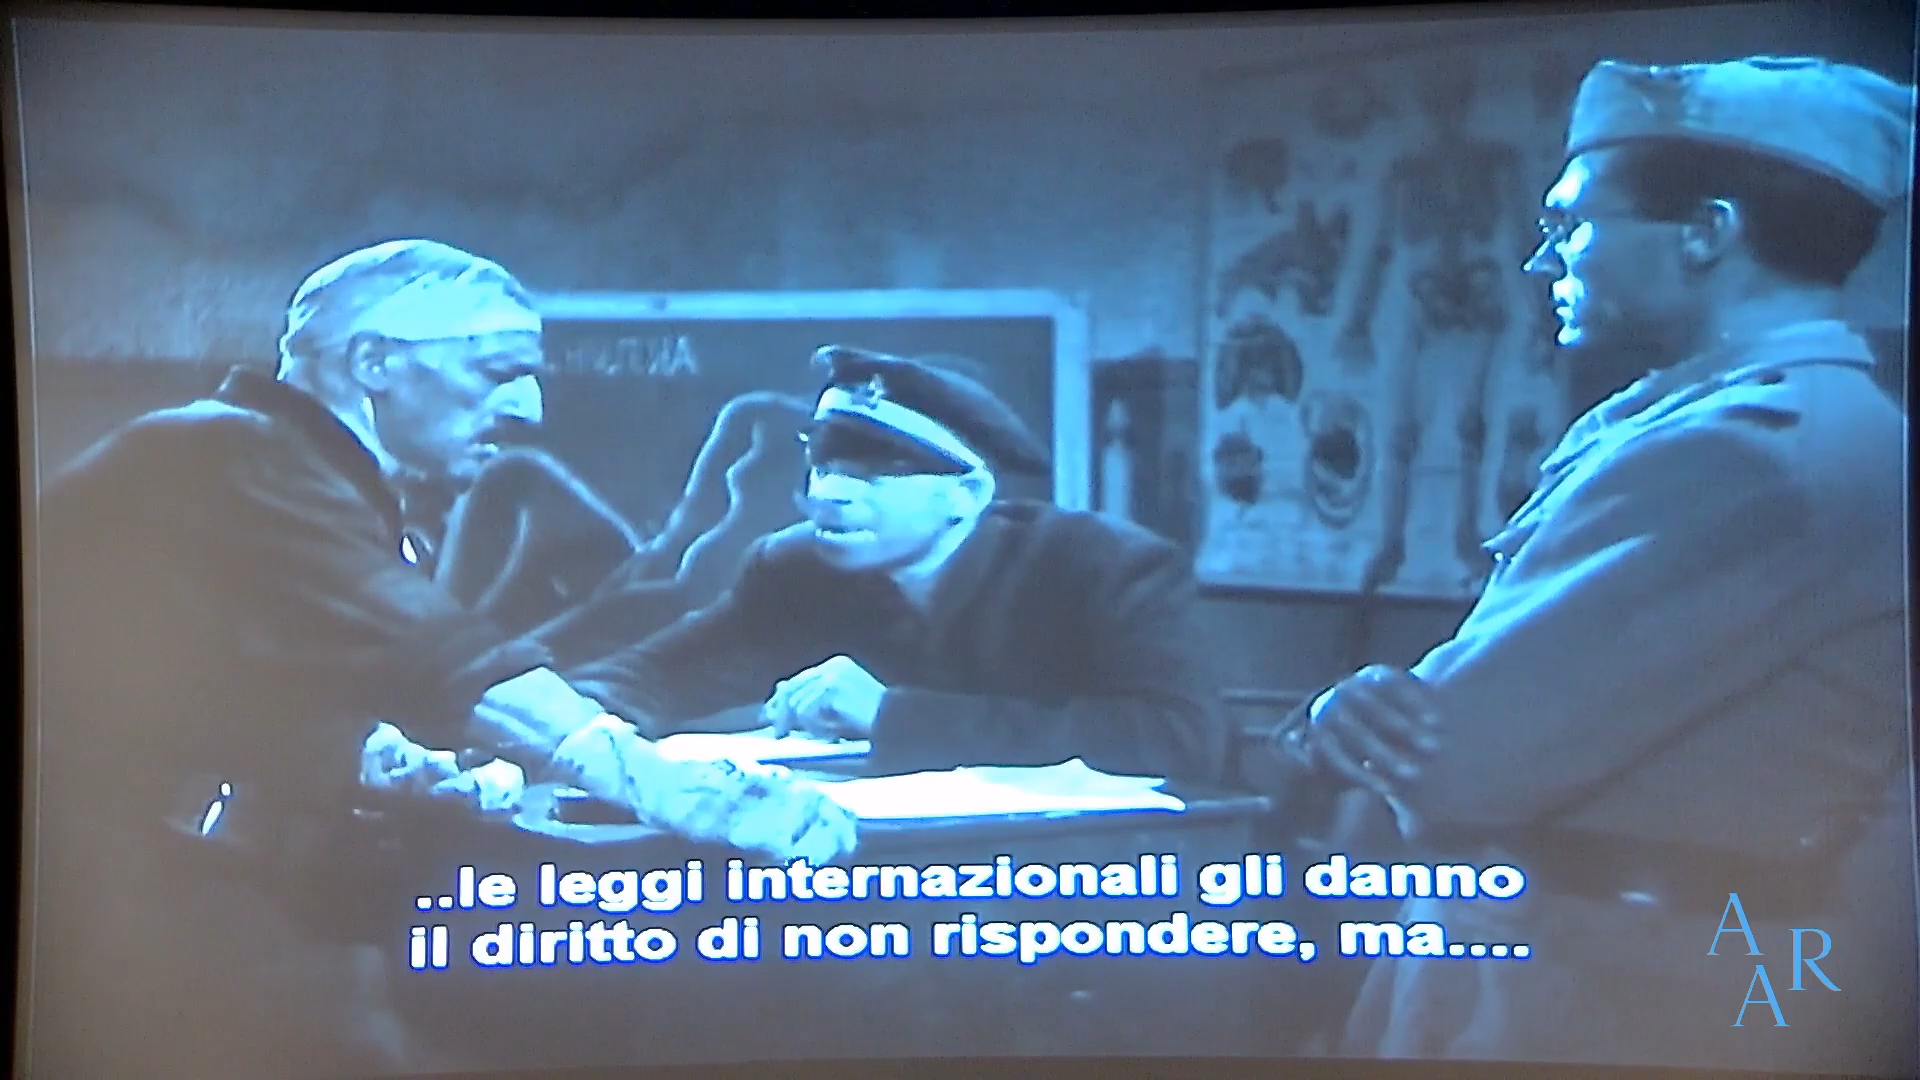 ..le leggi internazionali gli danno
il diritto di non rispondere, ma....
A
R
A